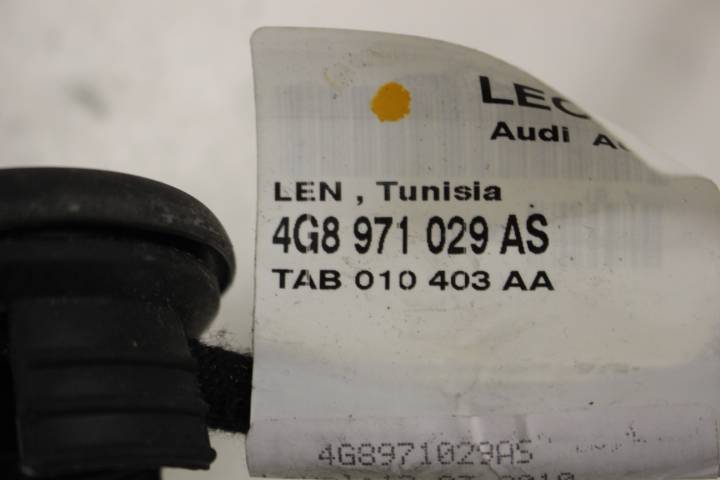 Audi
LEN , Tunisia
4G8 971 029 AS
TAB 010 403 AA
4G8971029AS